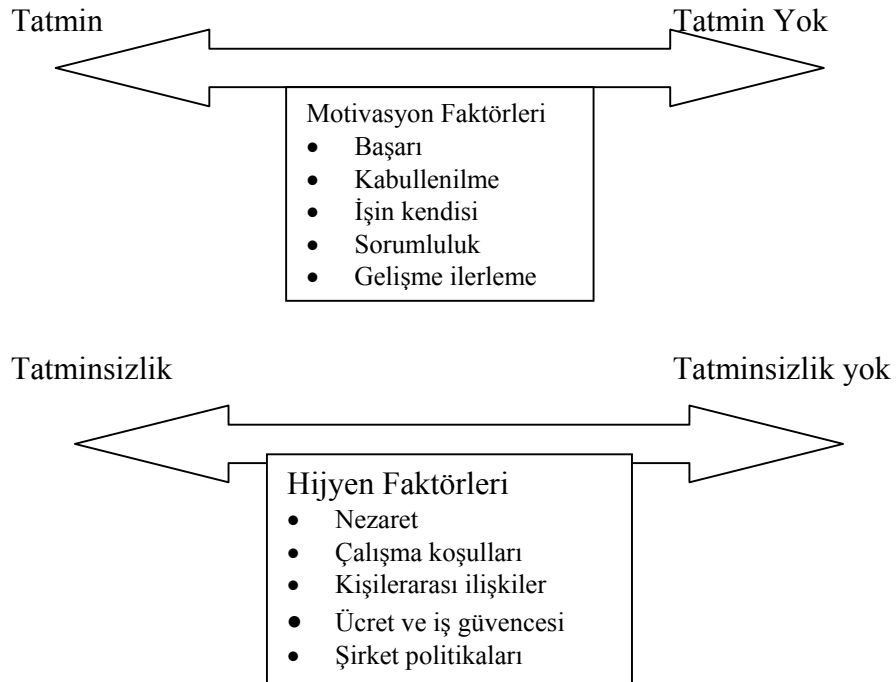 Tatmin Tatmin Yok
Motivasyon Faktörleri
• Başarı
• Kabullenilme
• İşin kendisi
• Sorumluluk
• Gelişme ilerleme
Tatminsizlik Tatminsizlik yok
Hijyen Faktörleri
• Nezaret
• Çalışma koşulları
• Kişilerarası ilişkiler
• Ücret ve iş güvencesi
• Şirket politikaları